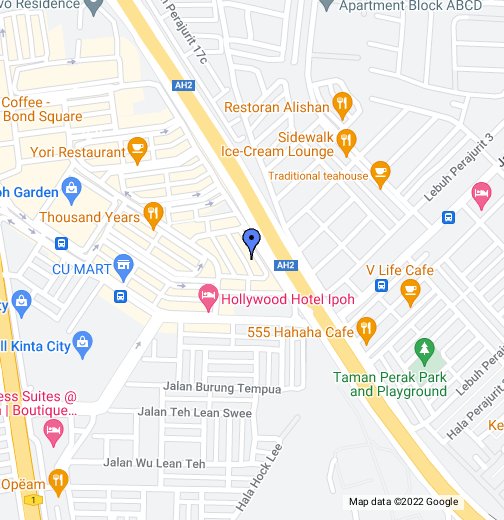 vo Residence
Apartment Block ABCD
Perajurit 17c
AH2
Coffee -
Bond Square
Restoran Alishan
Sidewalk
Ice-Cream Lounge
Yori Restaurant
Traditional teahouse
Lebuh Perajurit 3
oh Garden
Thousand Years
CU MART
AH2
V Life Cafe
Hollywood Hotel Ipoh
555 Hahaha Cafe
ll Kinta City
Taman Perak Park
and Playground
Lebuh Peraju
Hala Perajurit
Jalan Burung Tempua
ess Suites @
| Boutique...
Jalan Teh Lean Swee
Ke
Hala Hock Lee
Jalan Wu Lean Teh
Opëam
1
Map data ©2022 Google